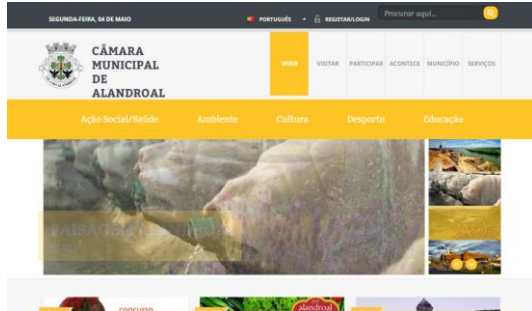 SEGUNDA-FEIRA, 04 DE MAIO
PORTUGUÊS
REGISTAR/LOGIN
Procurar aqui...
CÂMARA
MUNICIPAL
DE
ALANDROAL
VIVER
VISITAR
PARTICIPAR
ACONTECE
MUNICÍPIO
SERVIÇOS
Ação Social/Saúde
Ambiente
Cultura
Desporto
Educação
concurso
alandroal